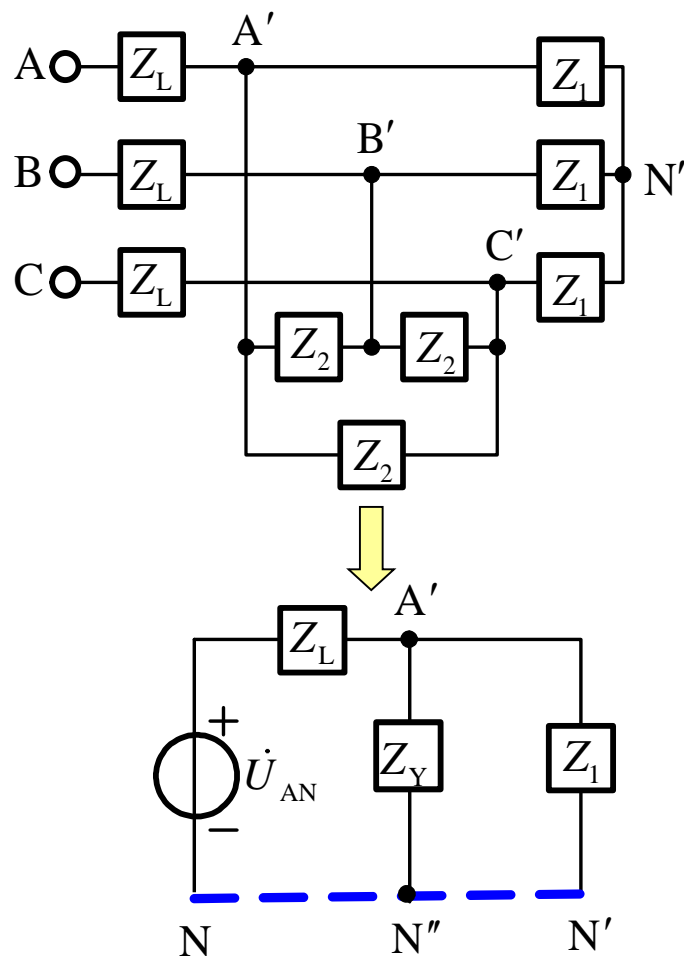 A′
A Z_L Z_1
B′
B Z_L Z_1 N′
C′
C Z_L Z_1
Z_2 Z_2
Z_2
A′
Z_L
+
U̇_AN Z_Y Z_1
−
N N″ N′